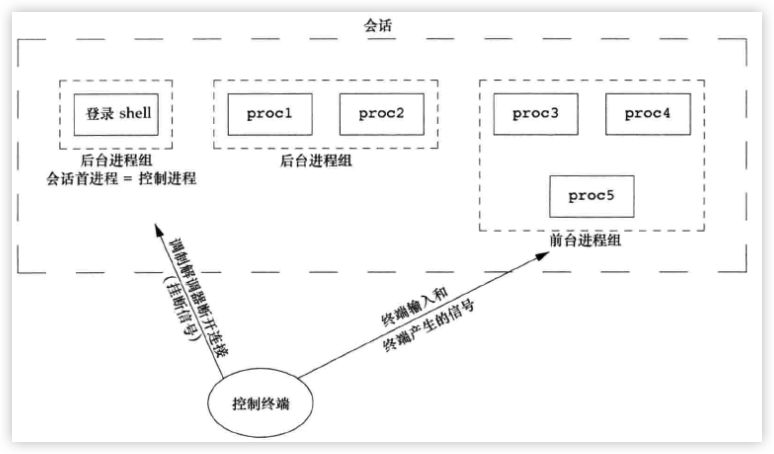 会话
登录 shell
proc1
proc2
proc3
proc4
proc5
后台进程组
会话首进程 = 控制进程
后台进程组
前台进程组
调制解调器断开连接
(挂断信号)
终端输入和
终端产生的信号
控制终端